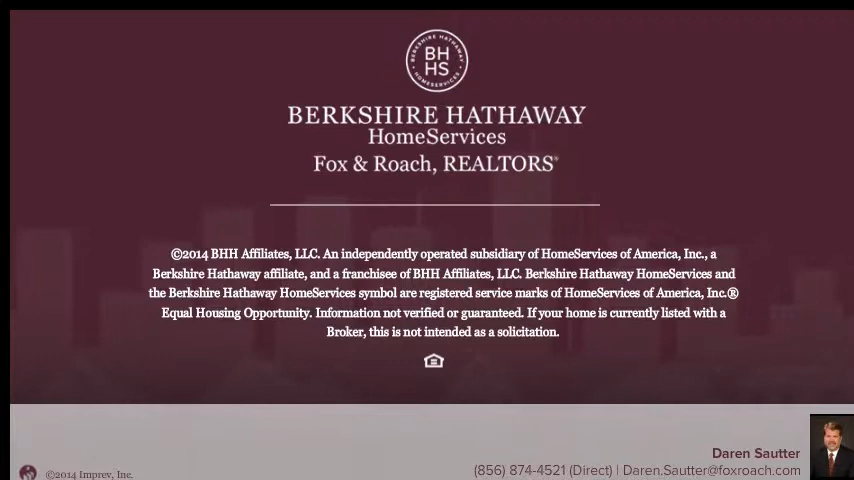 BERKSHIRE HATHAWAY
HOMESERVICES
BH
HS
BERKSHIRE HATHAWAY
HomeServices
Fox & Roach, REALTORS®
©2014 BHH Affiliates, LLC. An independently operated subsidiary of HomeServices of America, Inc., a
Berkshire Hathaway affiliate, and a franchisee of BHH Affiliates, LLC. Berkshire Hathaway HomeServices and
the Berkshire Hathaway HomeServices symbol are registered service marks of HomeServices of America, Inc.®
Equal Housing Opportunity. Information not verified or guaranteed. If your home is currently listed with a
Broker, this is not intended as a solicitation.
Daren Sautter
(856) 874-4521 (Direct) | Daren.Sautter@foxroach.com
©2014 Imprev, Inc.